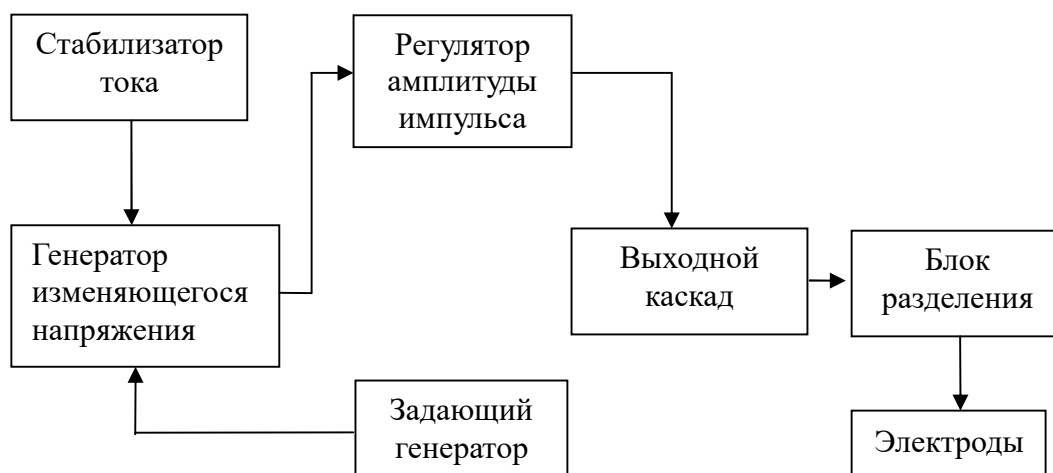 Стабилизатор
тока
Регулятор
амплитуды
импульса
Генератор
изменяющегося
напряжения
Выходной
каскад
Блок
разделения
Задающий
генератор
Электроды